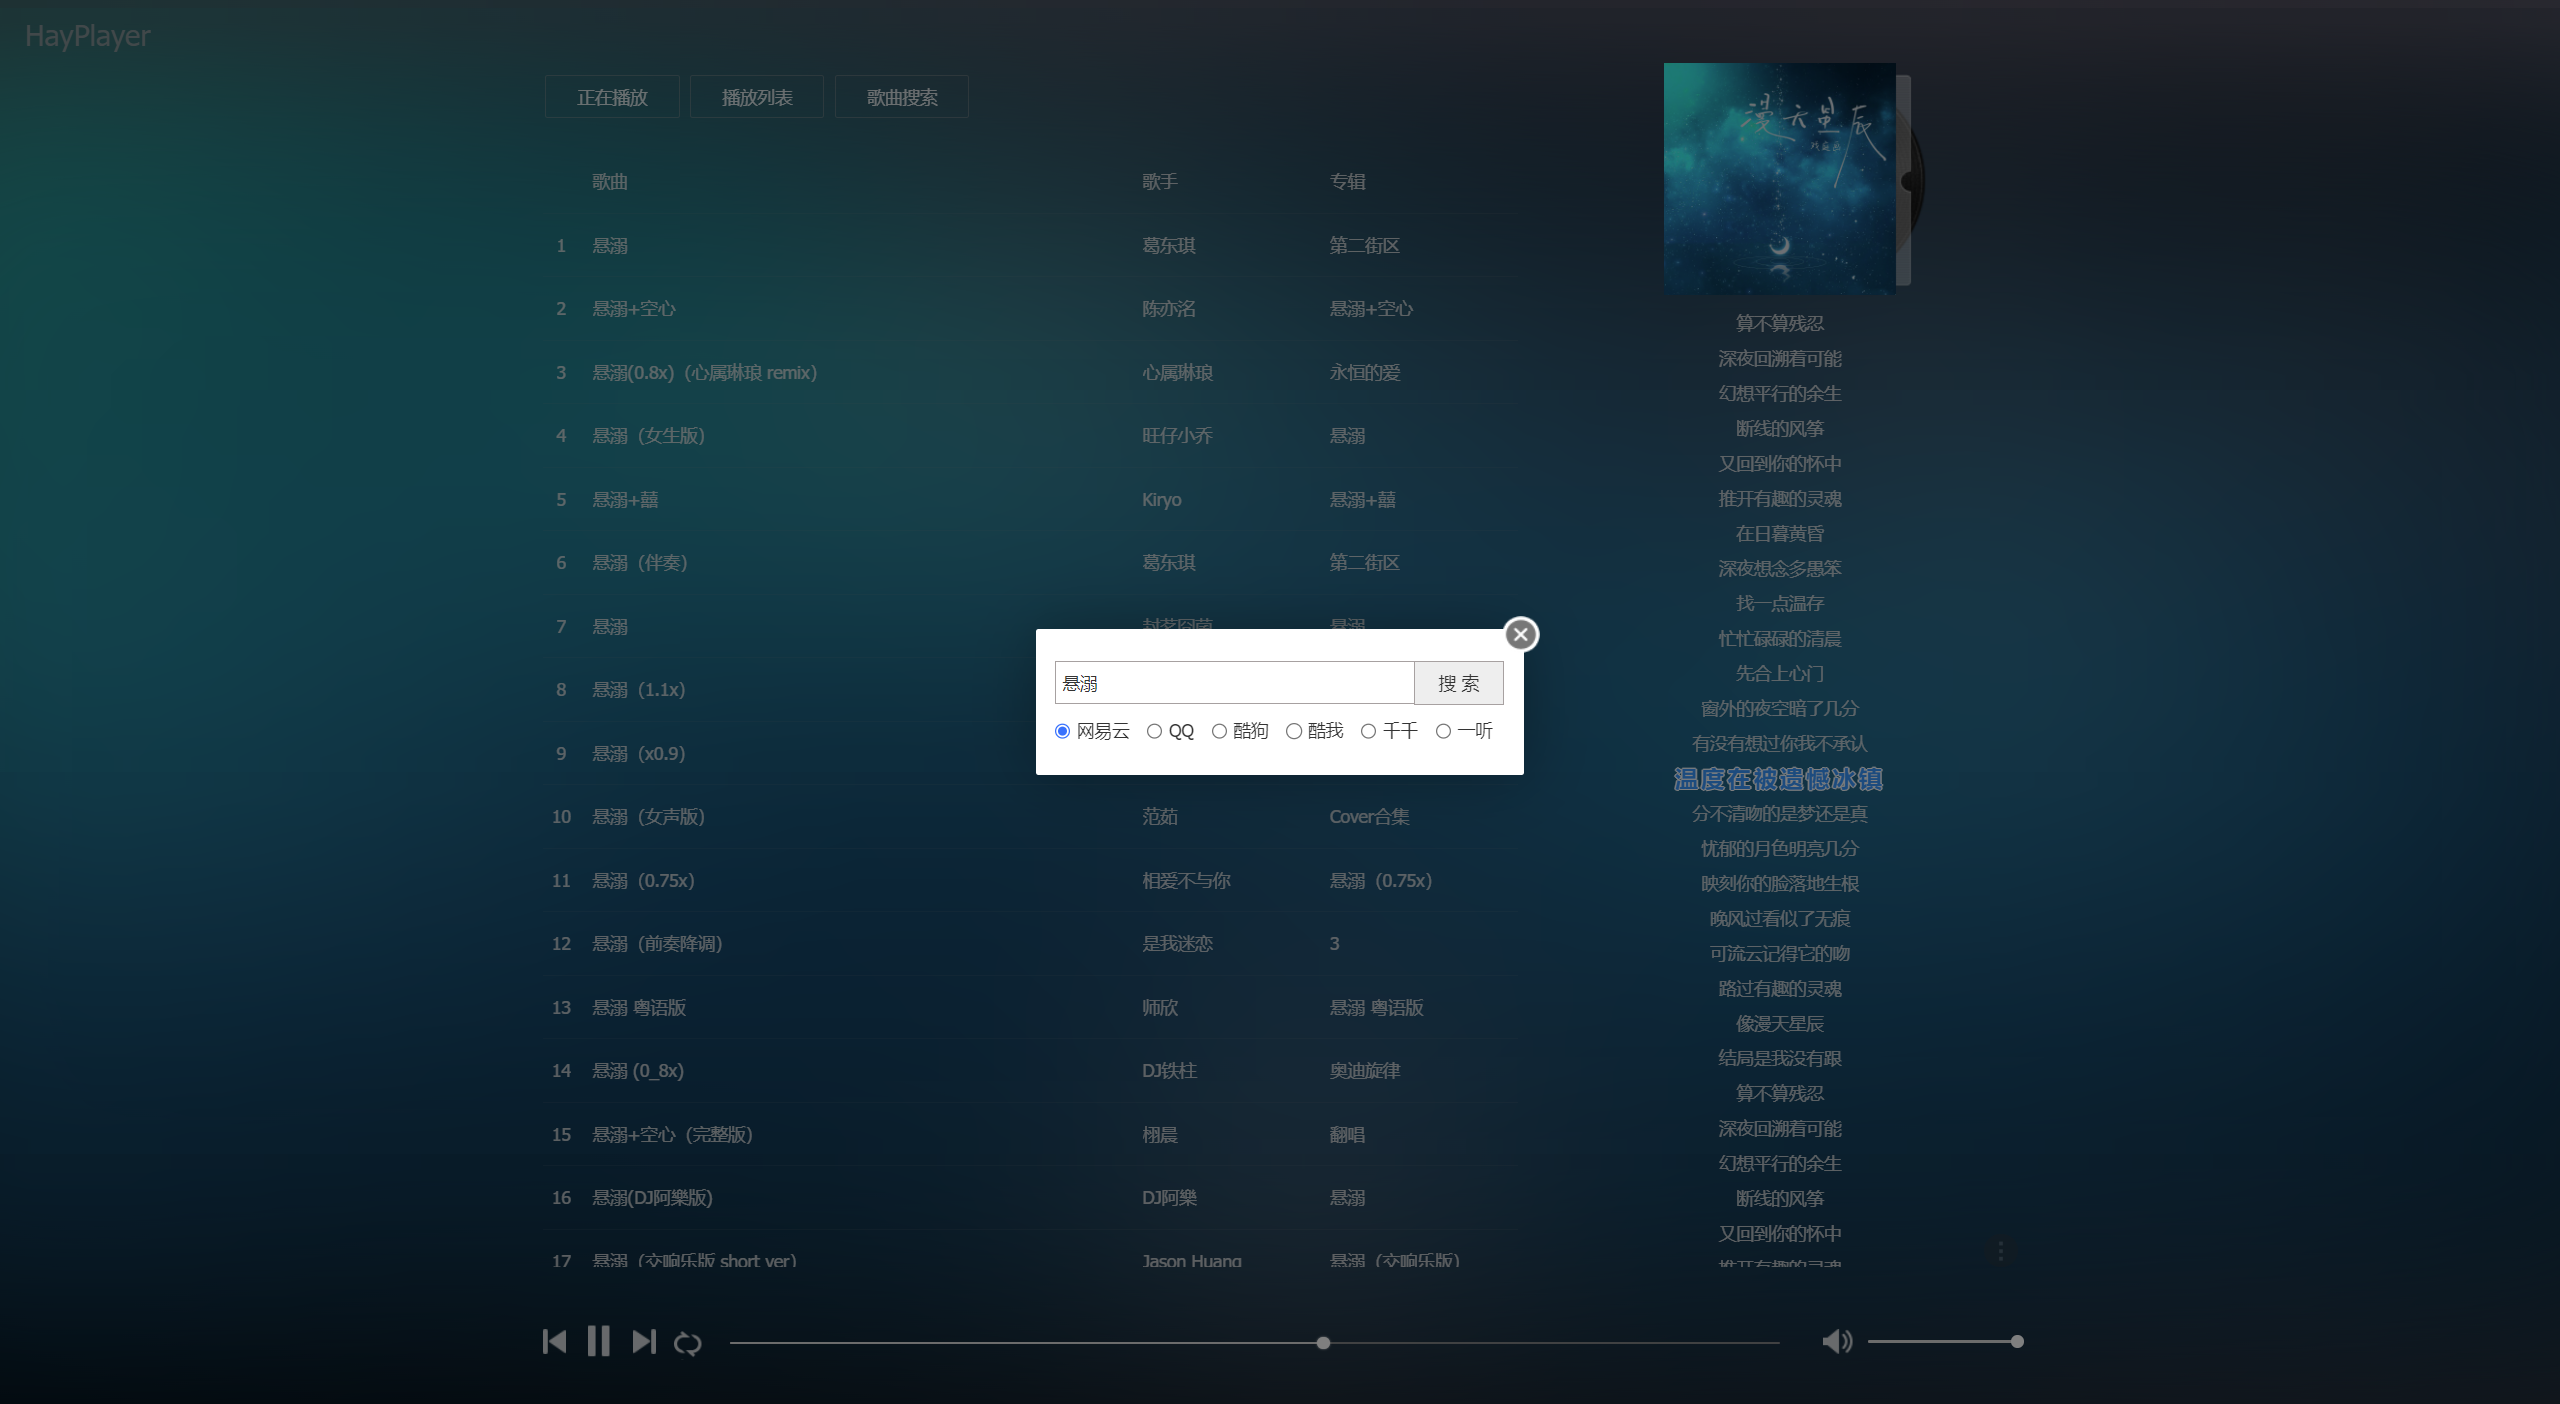 HayPlayer
正在播放 播放列表 歌曲搜索
歌曲 歌手 专辑
1 悬溺 葛东琪 第二街区
2 悬溺+空心 陈亦洺 悬溺+空心
3 悬溺(0.8x)（心属琳琅 remix） 心属琳琅 永恒的爱
4 悬溺（女生版） 旺仔小乔 悬溺
5 悬溺+囍 Kiryo 悬溺+囍
6 悬溺（伴奏） 葛东琪 第二街区
7 悬溺 封茗囧菌 悬溺
8 悬溺（1.1x）
9 悬溺（x0.9）
10 悬溺（女声版） 范茹 Cover合集
11 悬溺（0.75x） 相爱不与你 悬溺（0.75x）
12 悬溺（前奏降调） 是我迷恋 3
13 悬溺 粤语版 师欣 悬溺 粤语版
14 悬溺 (0_8x) DJ铁柱 奥迪旋律
15 悬溺+空心（完整版） 栩晨 翻唱
16 悬溺(DJ阿樂版) DJ阿樂 悬溺
17 悬溺（交响乐版 short ver） Jason Huang 悬溺（交响乐版）
悬溺 搜 索
网易云 QQ 酷狗 酷我 千千 一听
漫天星辰
算不算残忍
深夜回溯着可能
幻想平行的余生
断线的风筝
又回到你的怀中
推开有趣的灵魂
在日暮黄昏
深夜想念多愚笨
找一点温存
忙忙碌碌的清晨
先合上心门
窗外的夜空暗了几分
有没有想过你我不承认
温度在被遗憾冰镇
分不清吻的是梦还是真
忧郁的月色明亮几分
映刻你的脸落地生根
晚风过看似了无痕
可流云记得它的吻
路过有趣的灵魂
像漫天星辰
结局是我没有跟
算不算残忍
深夜回溯着可能
幻想平行的余生
断线的风筝
又回到你的怀中
推开有趣的灵魂